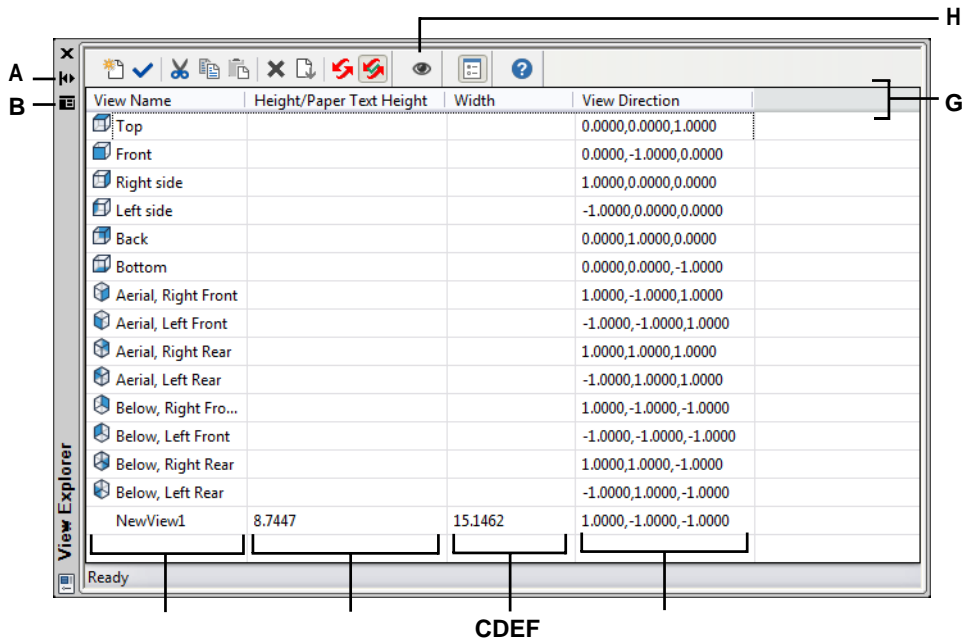 H
A
B
G
View Name Height/Paper Text Height Width View Direction
Top 0.0000,0.0000,1.0000
Front 0.0000,-1.0000,0.0000
Right side 1.0000,0.0000,0.0000
Left side -1.0000,0.0000,0.0000
Back 0.0000,1.0000,0.0000
Bottom 0.0000,0.0000,-1.0000
Aerial, Right Front 1.0000,-1.0000,1.0000
Aerial, Left Front -1.0000,-1.0000,1.0000
Aerial, Right Rear 1.0000,1.0000,1.0000
Aerial, Left Rear -1.0000,1.0000,1.0000
Below, Right Fro... 1.0000,-1.0000,-1.0000
Below, Left Front -1.0000,-1.0000,-1.0000
Below, Right Rear 1.0000,1.0000,-1.0000
Below, Left Rear -1.0000,1.0000,-1.0000
NewView1 8.7447 15.1462 1.0000,-1.0000,-1.0000
View Explorer
Ready
CDEF